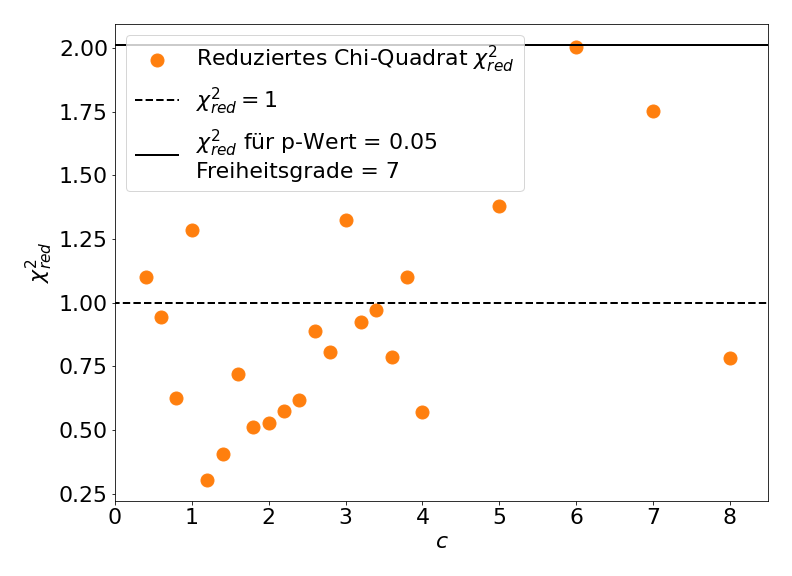 2.00
1.75
1.50
1.25
1.00
0.75
0.50
0.25
χ²red
Reduziertes Chi-Quadrat χ²red
χ²red = 1
χ²red für p-Wert = 0.05
Freiheitsgrade = 7
0 1 2 3 4 5 6 7 8
c